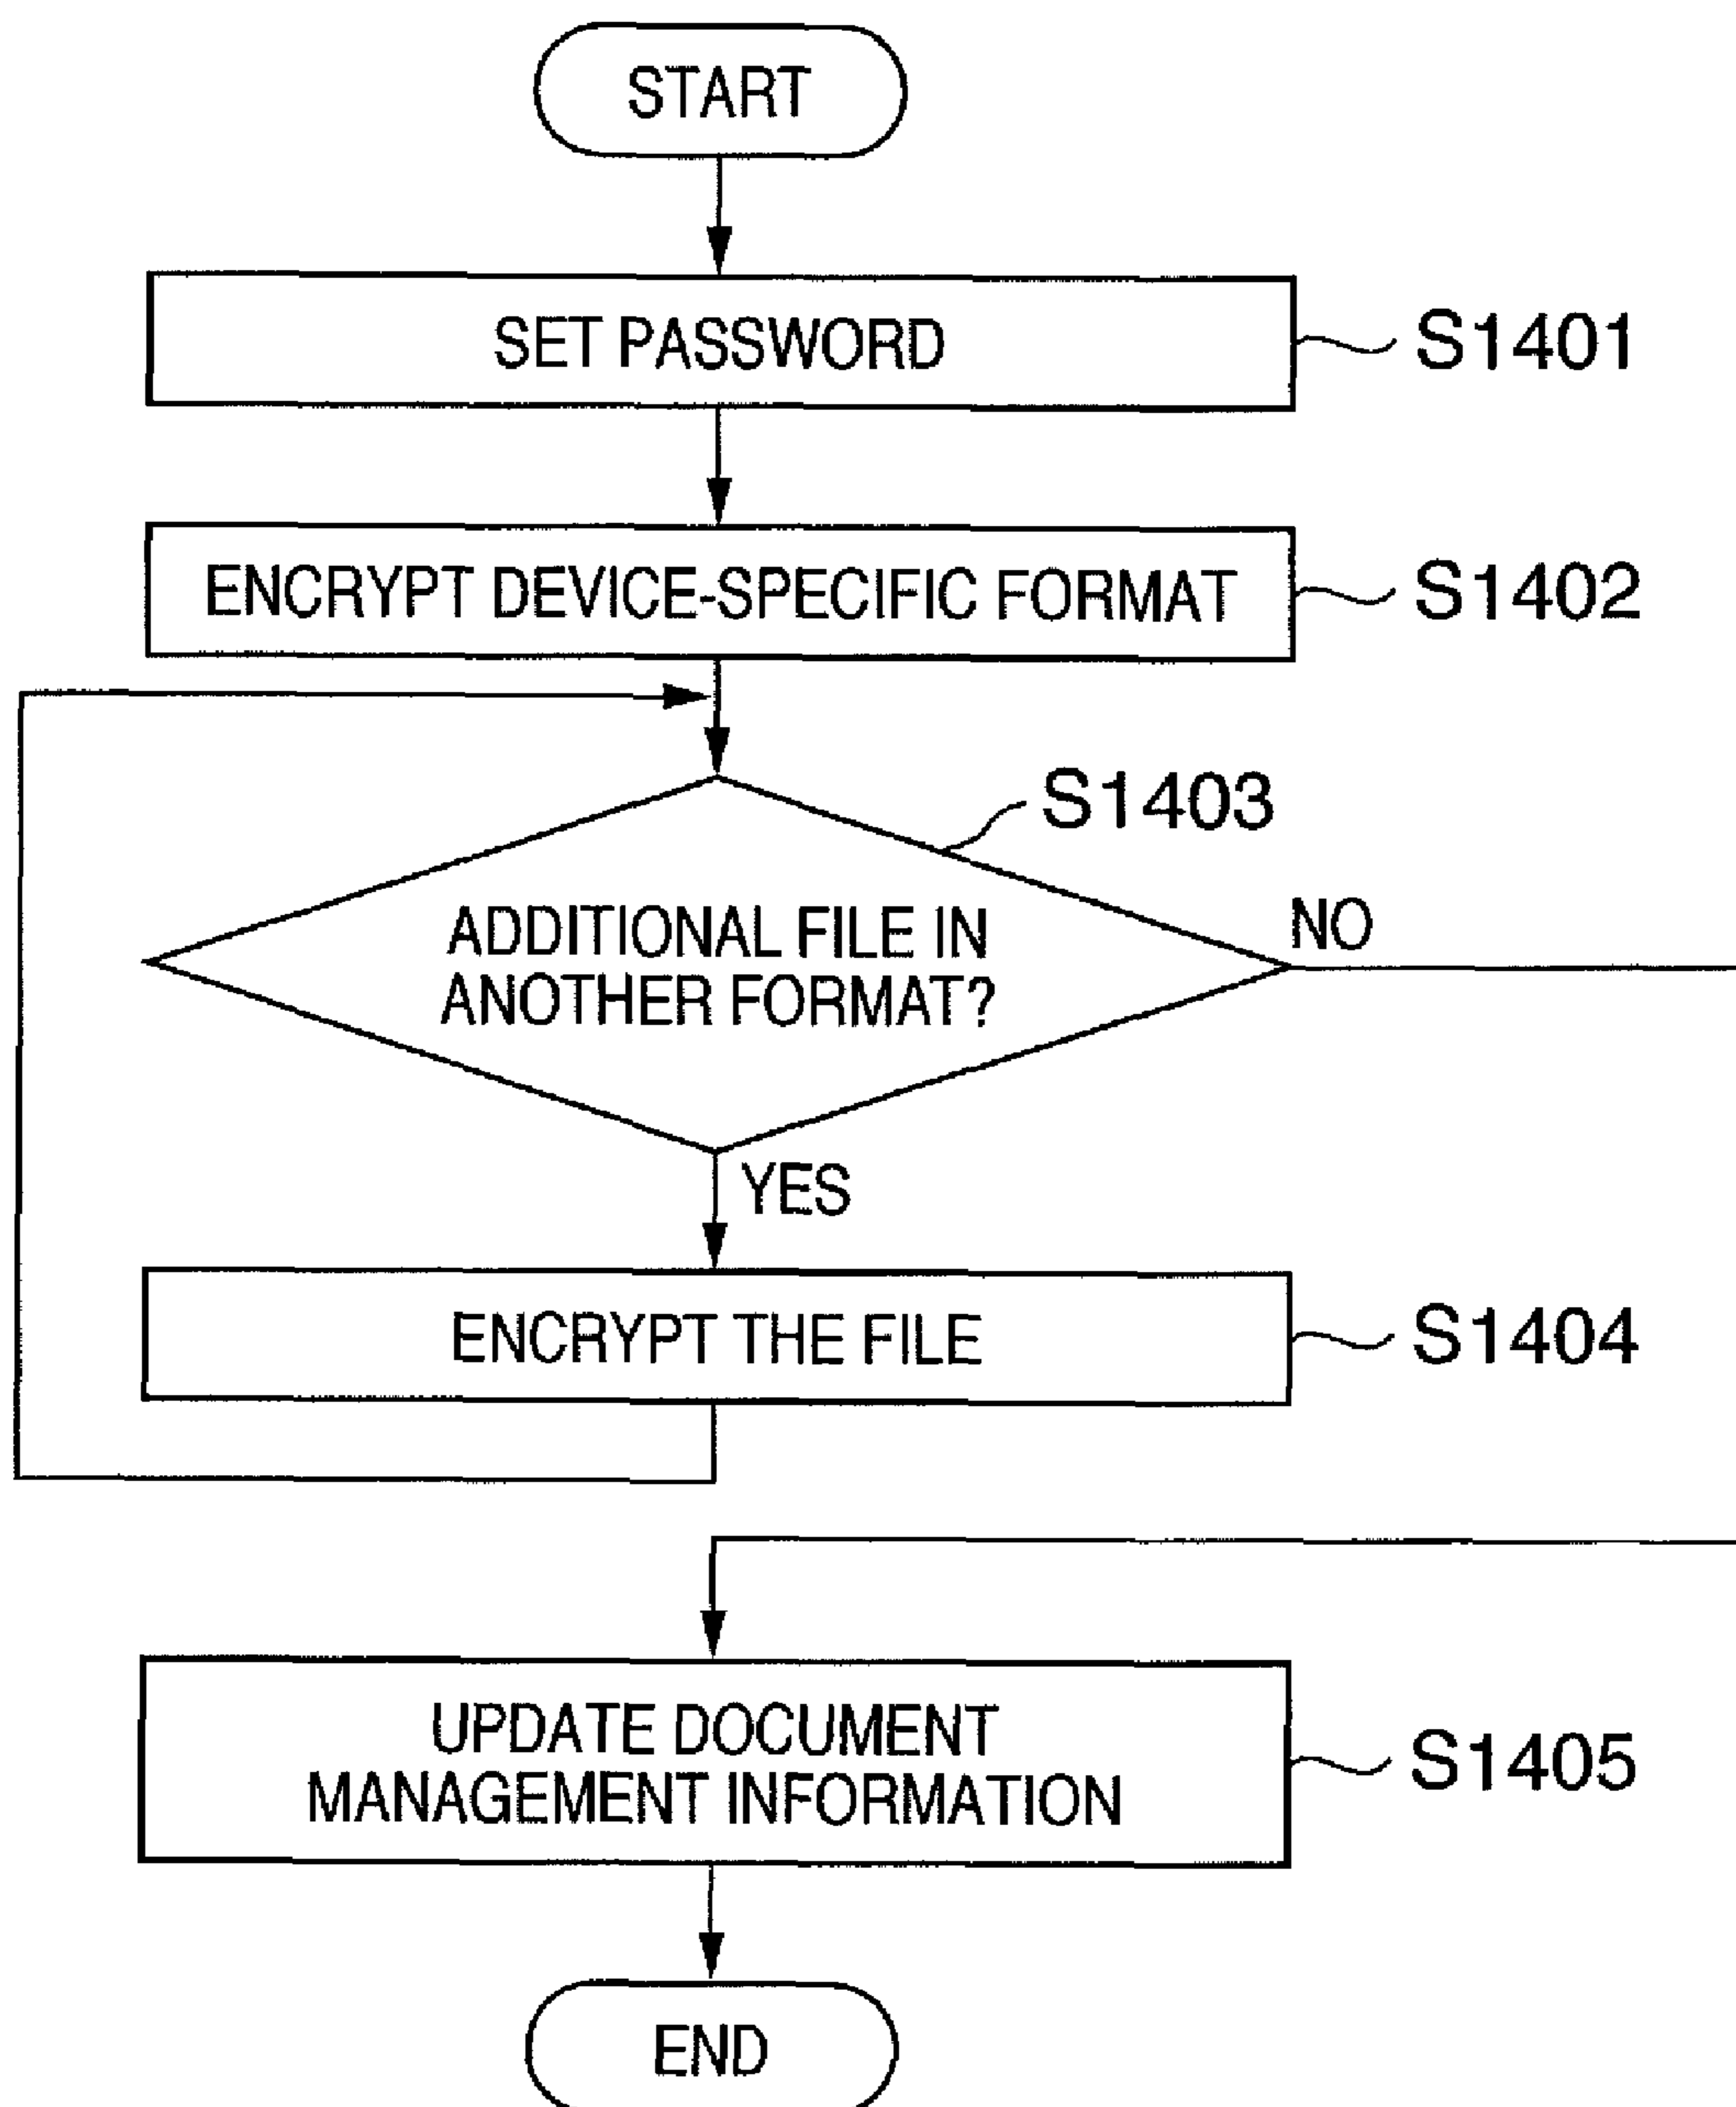 START
SET PASSWORD
S1401
ENCRYPT DEVICE-SPECIFIC FORMAT
S1402
S1403
ADDITIONAL FILE IN
ANOTHER FORMAT?
NO
YES
ENCRYPT THE FILE
S1404
UPDATE DOCUMENT
MANAGEMENT INFORMATION
S1405
END